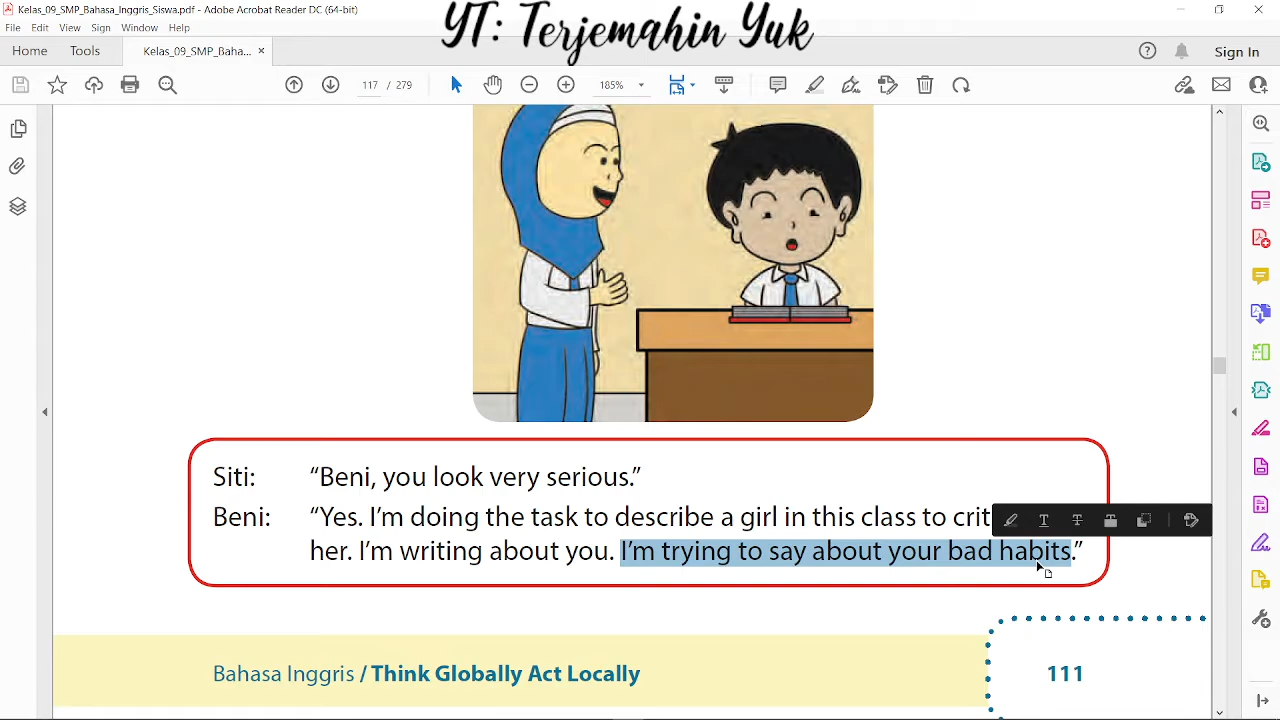 Kelas_09_SMP_Bahasa_Inggris_Siswa.pdf - Adobe Acrobat Reader DC (64-bit)
YT: Terjemahin Yuk
File Edit View Sign Window Help
Home Tools Kelas_09_SMP_Baha... × Sign In
117 / 279 185%
Siti: “Beni, you look very serious.”
Beni: “Yes. I’m doing the task to describe a girl in this class to crit
her. I’m writing about you. I’m trying to say about your bad habits.”
Bahasa Inggris / Think Globally Act Locally 111